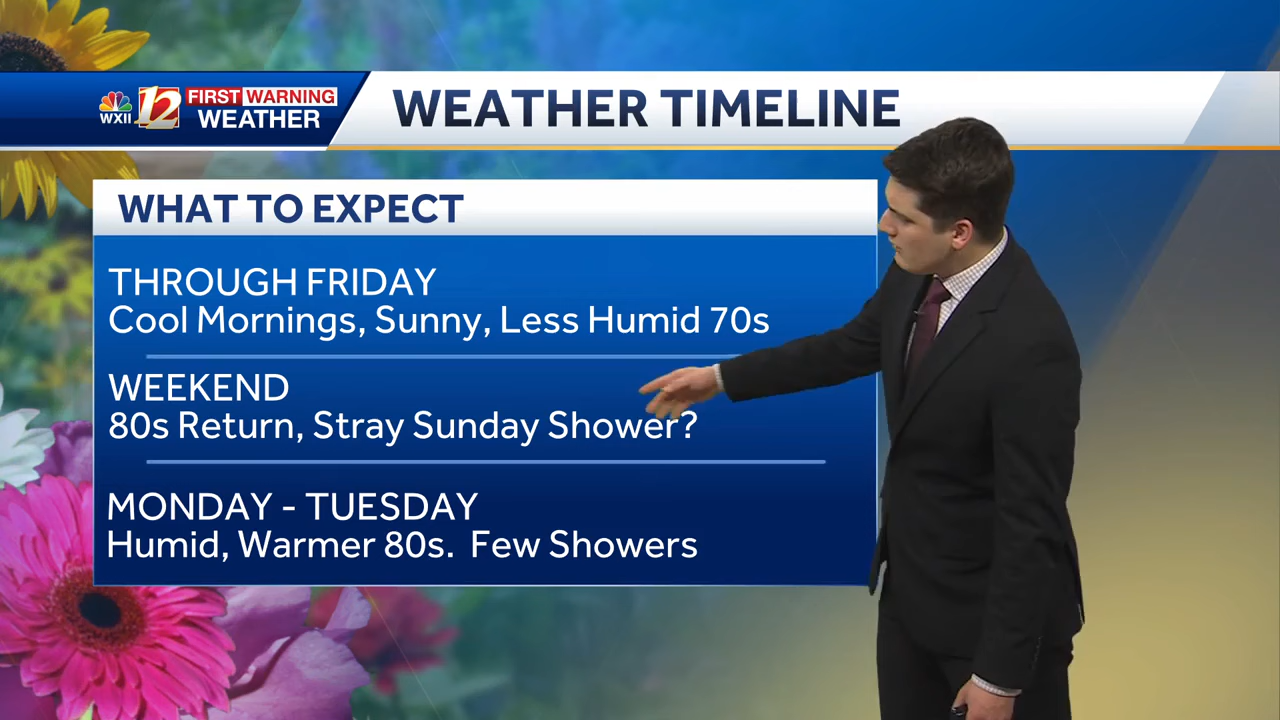 WXII 12 FIRST WARNING
WEATHER
WEATHER TIMELINE
WHAT TO EXPECT
THROUGH FRIDAY
Cool Mornings, Sunny, Less Humid 70s
WEEKEND
80s Return, Stray Sunday Shower?
MONDAY - TUESDAY
Humid, Warmer 80s. Few Showers